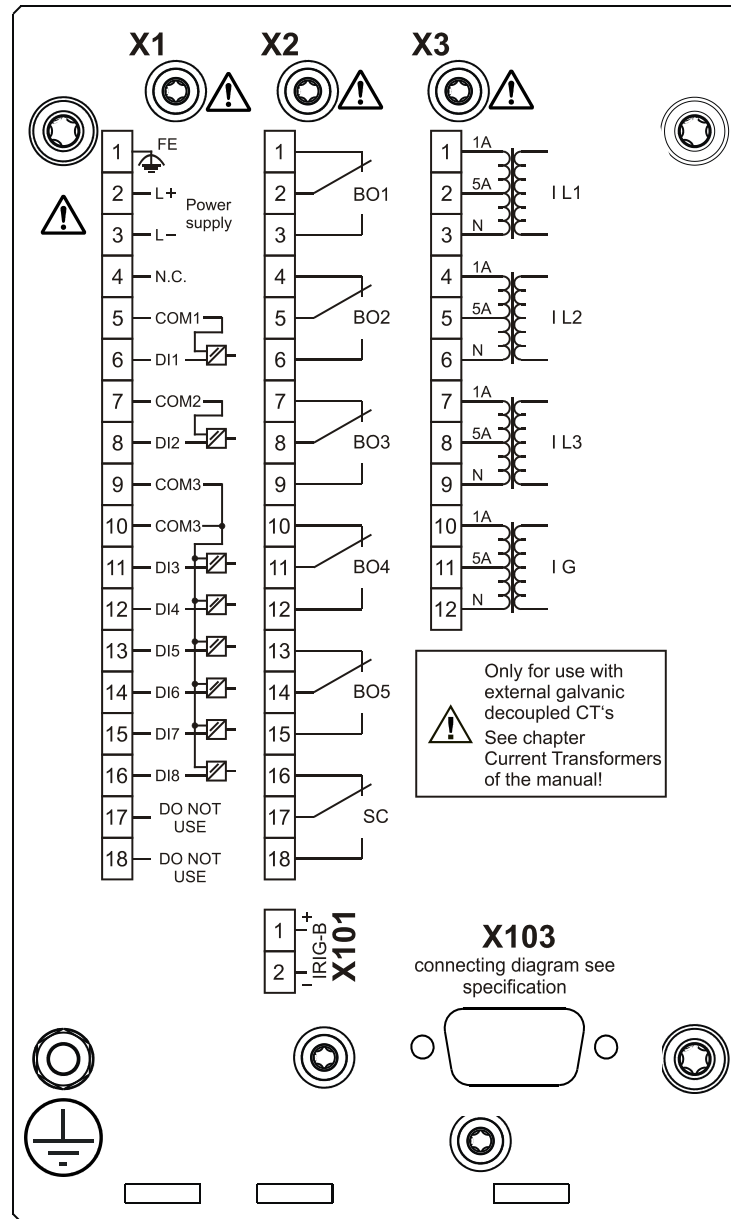 X1 X2 X3
1 FE
2 L+
Power
supply
3 L−
4 N.C.
5 COM1
6 DI1
7 COM2
8 DI2
9 COM3
10 COM3
11 DI3
12 DI4
13 DI5
14 DI6
15 DI7
16 DI8
17 DO NOT
USE
18 DO NOT
USE
1
2 BO1
3
4
5 BO2
6
7
8 BO3
9
10
11 BO4
12
13
14 BO5
15
16
17 SC
18
1 1A
2 5A I L1
3 N
4 1A
5 5A I L2
6 N
7 1A
8 5A I L3
9 N
10 1A
11 5A I G
12 N
Only for use with
external galvanic
decoupled CT's
See chapter
Current Transformers
of the manual!
1 +
2 −
IRIG-B
X101
X103
connecting diagram see
specification